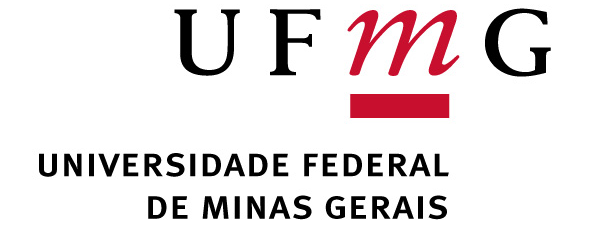 UFmG
UNIVERSIDADE FEDERAL
DE MINAS GERAIS